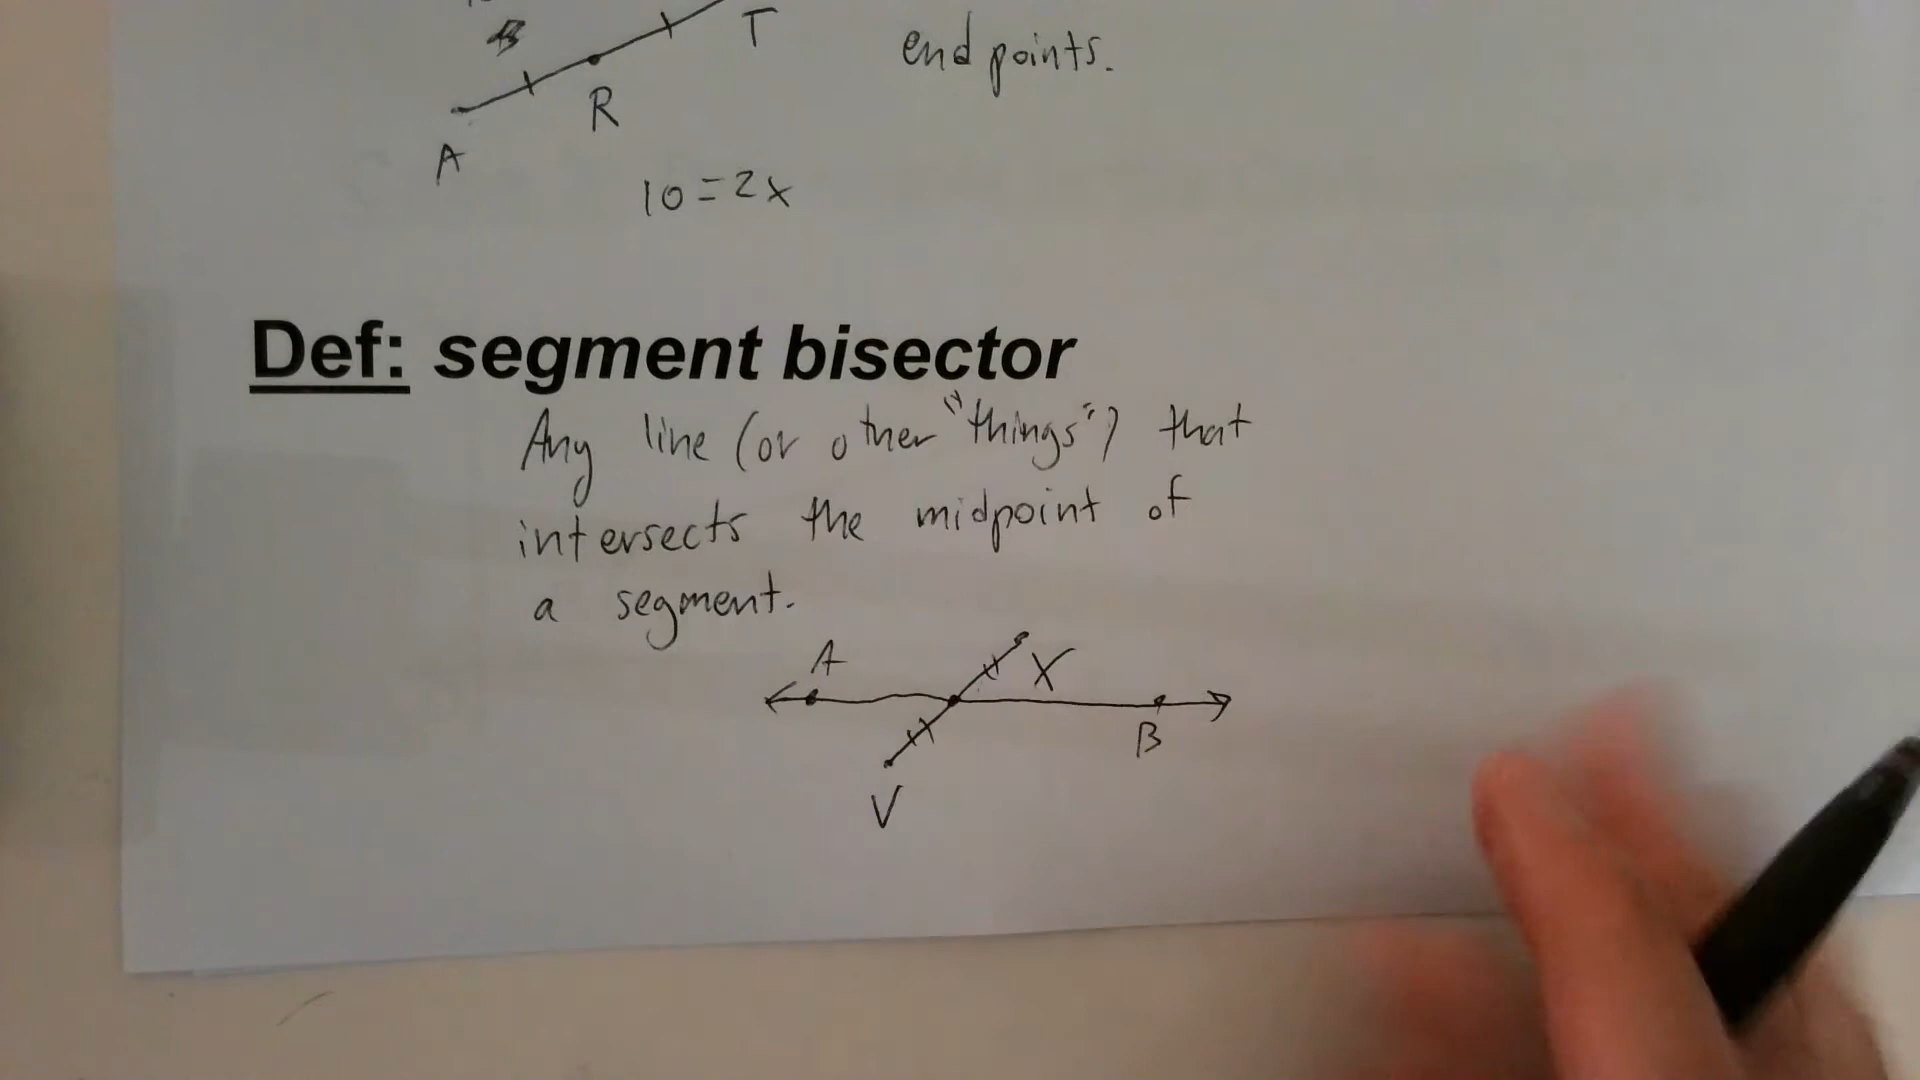 T
end points.
R
A
10 = 2x
Def: segment bisector
Any line (or other "things") that
intersects the midpoint of
a segment.
A
X
B
V